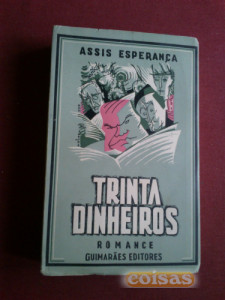 ASSIS ESPERANÇA
TRINTA
DINHEIROS
ROMANCE
GUIMARÃES EDITORES
coisas